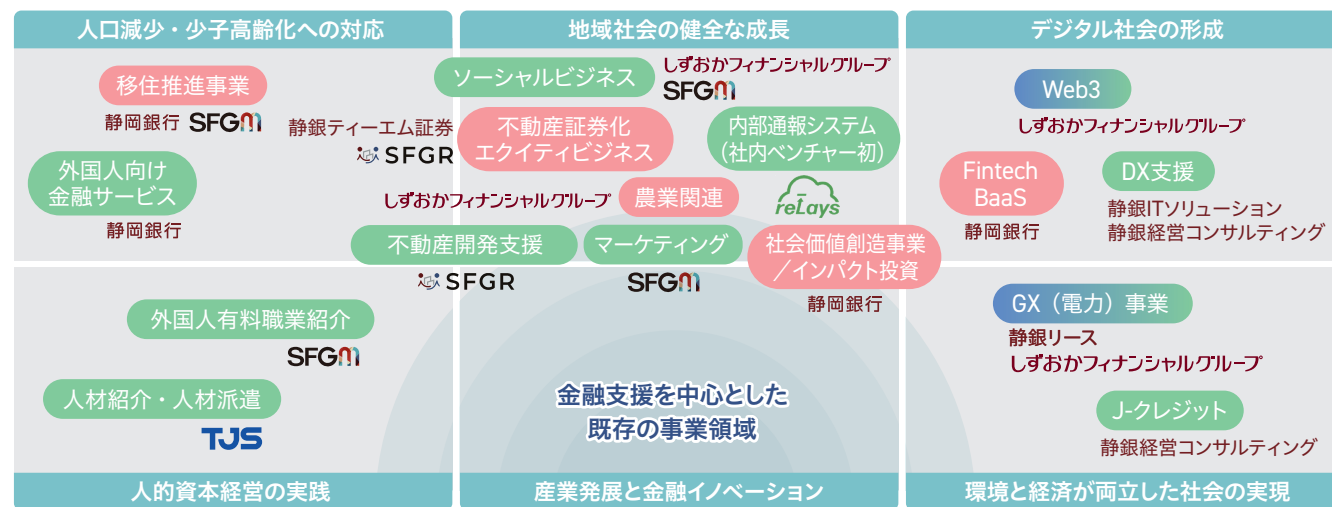 人口減少・少子高齢化への対応
移住推進事業
静岡銀行 SFGM
外国人向け
金融サービス
静岡銀行
静銀ティーエム証券
SFGR
地域社会の健全な成長
ソーシャルビジネス
しずおかフィナンシャルグループ
SFGM
不動産証券化
エクイティビジネス
内部通報システム
(社内ベンチャー初)
reLays
しずおかフィナンシャルグループ
農業関連
不動産開発支援
SFGR
マーケティング
SFGM
社会価値創造事業
/インパクト投資
静岡銀行
デジタル社会の形成
Web3
しずおかフィナンシャルグループ
Fintech
BaaS
静岡銀行
DX支援
静銀ITソリューション
静銀経営コンサルティング
外国人有料職業紹介
SFGM
人材紹介・人材派遣
TJS
人的資本経営の実践
金融支援を中心とした
既存の事業領域
産業発展と金融イノベーション
GX(電力)事業
静銀リース
しずおかフィナンシャルグループ
J-クレジット
静銀経営コンサルティング
環境と経済が両立した社会の実現